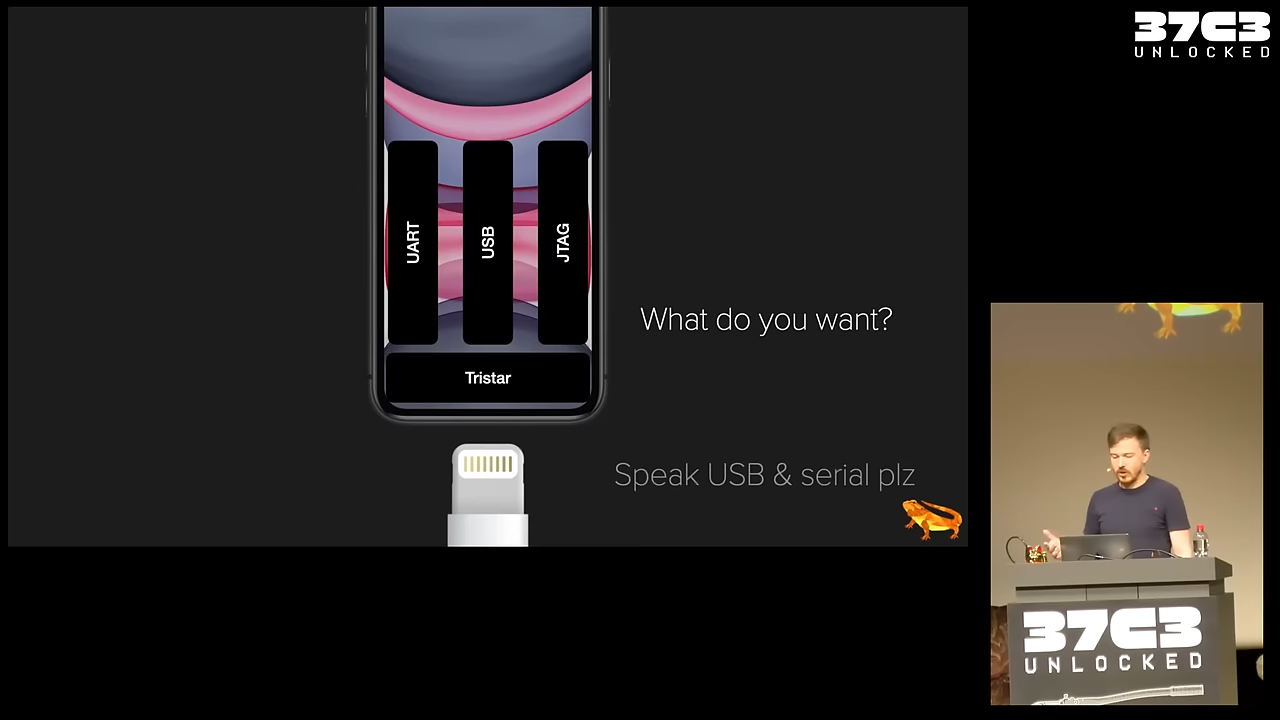 37C3
UNLOCKED
UART
USB
JTAG
What do you want?
Tristar
Speak USB & serial plz
37C3
UNLOCKED